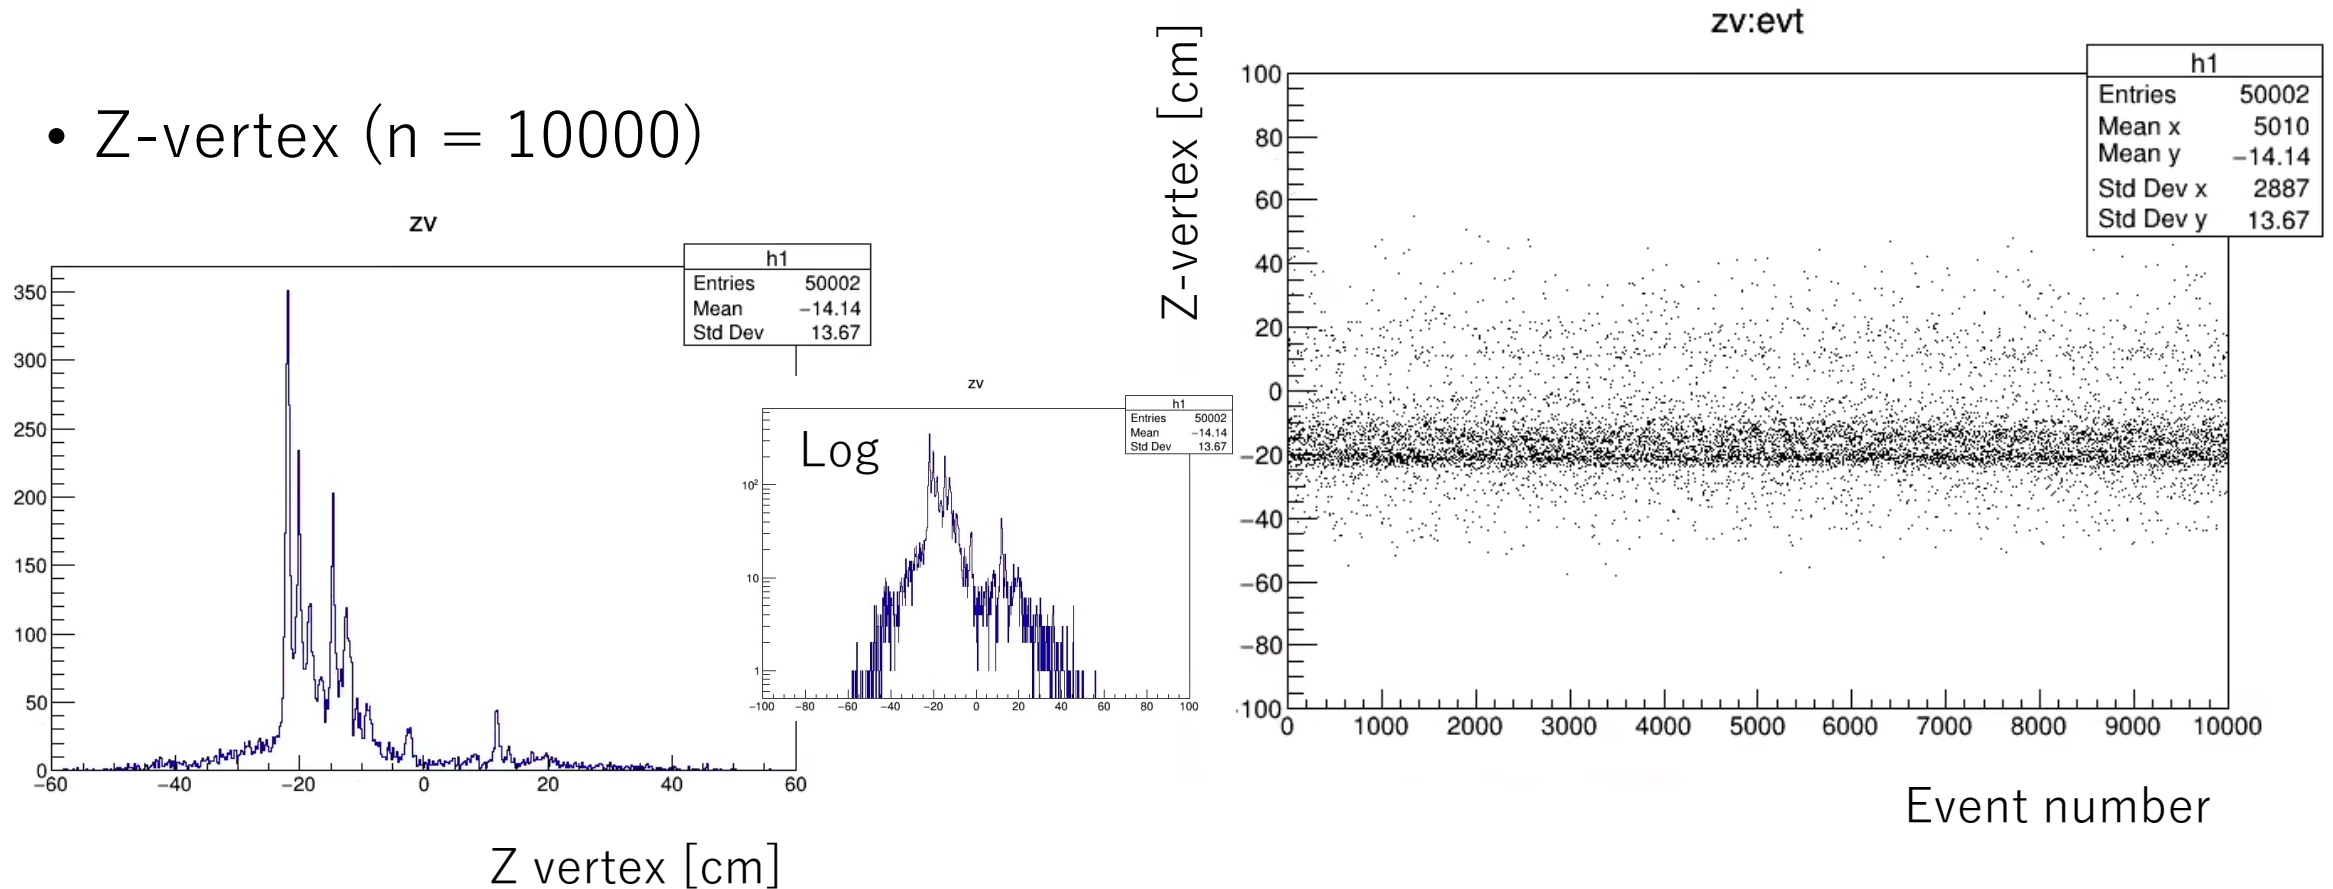 • Z-vertex (n = 10000)
zv
h1
Entries 50002
Mean −14.14
Std Dev 13.67
350
300
250
200
150
100
50
0
−60 −40 −20 0 20 40 60
Z vertex [cm]
zv
h1
Entries 50002
Mean −14.14
Std Dev 13.67
Log
10²
10
1
−100 −80 −60 −40 −20 0 20 40 60 80 100
zv:evt
h1
Entries 50002
Mean x 5010
Mean y −14.14
Std Dev x 2887
Std Dev y 13.67
Z-vertex [cm]
100
80
60
40
20
0
−20
−40
−60
−80
100
0 1000 2000 3000 4000 5000 6000 7000 8000 9000 10000
Event number